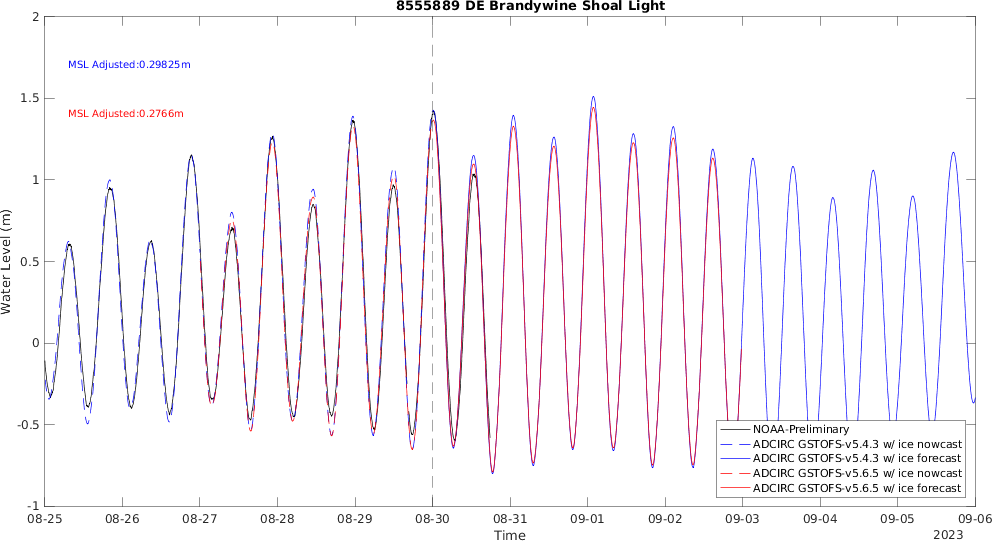 8555889 DE Brandywine Shoal Light
MSL Adjusted:0.29825m
MSL Adjusted:0.2766m
Water Level (m)
2
1.5
1
0.5
0
-0.5
-1
NOAA-Preliminary
ADCIRC GSTOFS-v5.4.3 w/ ice nowcast
ADCIRC GSTOFS-v5.4.3 w/ ice forecast
ADCIRC GSTOFS-v5.6.5 w/ ice nowcast
ADCIRC GSTOFS-v5.6.5 w/ ice forecast
08-25 08-26 08-27 08-28 08-29 08-30 08-31 09-01 09-02 09-03 09-04 09-05 09-06
Time
2023